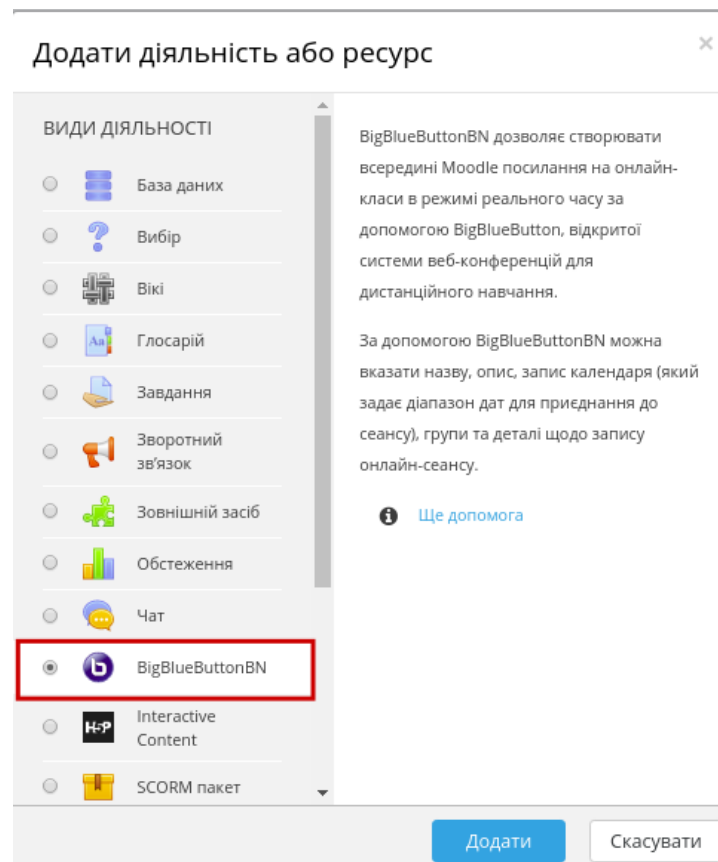 Додати діяльність або ресурс
×
ВИДИ ДІЯЛЬНОСТІ
База даних
Вибір
Вікі
Aa
Глосарій
Завдання
Зворотний
зв’язок
Зовнішній засіб
Обстеження
Чат
b
BigBlueButtonBN
H5P
Interactive
Content
SCORM пакет
BigBlueButtonBN дозволяє створювати
всередині Moodle посилання на онлайн-
класи в режимі реального часу за
допомогою BigBlueButton, відкритої
системи веб-конференцій для
дистанційного навчання.
За допомогою BigBlueButtonBN можна
вказати назву, опис, запис календаря (який
задає діапазон дат для приєднання до
сеансу), групи та деталі щодо запису
онлайн-сеансу.
Ще допомога
Додати
Скасувати